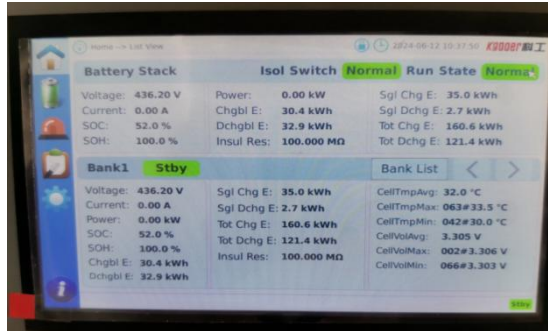 Home --> List View 2024-06-12 10:37:50 Kgooer 科工
Battery Stack Isol Switch Normal Run State Normal
Voltage: 436.20 V Power: 0.00 kW Sgl Chg E: 35.0 kWh
Current: 0.00 A Chgbl E: 30.4 kWh Sgl Dchg E: 2.7 kWh
SOC: 52.0 % Dchgbl E: 32.9 kWh Tot Chg E: 160.6 kWh
SOH: 100.0 % Insul Res: 100.000 MΩ Tot Dchg E: 121.4 kWh
Bank1 Stby Bank List < >
Voltage: 436.20 V Sgl Chg E: 35.0 kWh CellTmpAvg: 32.0 °C
Current: 0.00 A Sgl Dchg E: 2.7 kWh CellTmpMax: 063#33.5 °C
Power: 0.00 kW Tot Chg E: 160.6 kWh CellTmpMin: 042#30.0 °C
SOC: 52.0 % Tot Dchg E: 121.4 kWh CellVolAvg: 3.305 V
SOH: 100.0 % Insul Res: 100.000 MΩ CellVolMax: 002#3.306 V
Chgbl E: 30.4 kWh CellVolMin: 066#3.303 V
Dchgbl E: 32.9 kWh
Stby